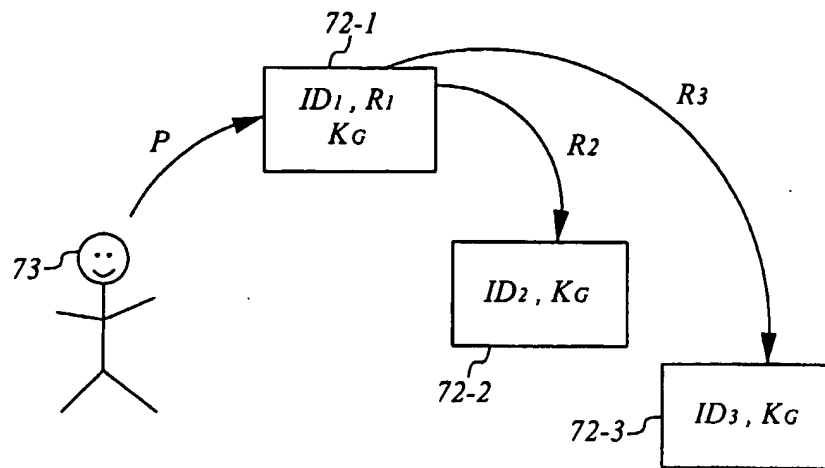 72-1
ID1, R1
KG
P
R2
R3
73
ID2, KG
72-2
ID3, KG
72-3